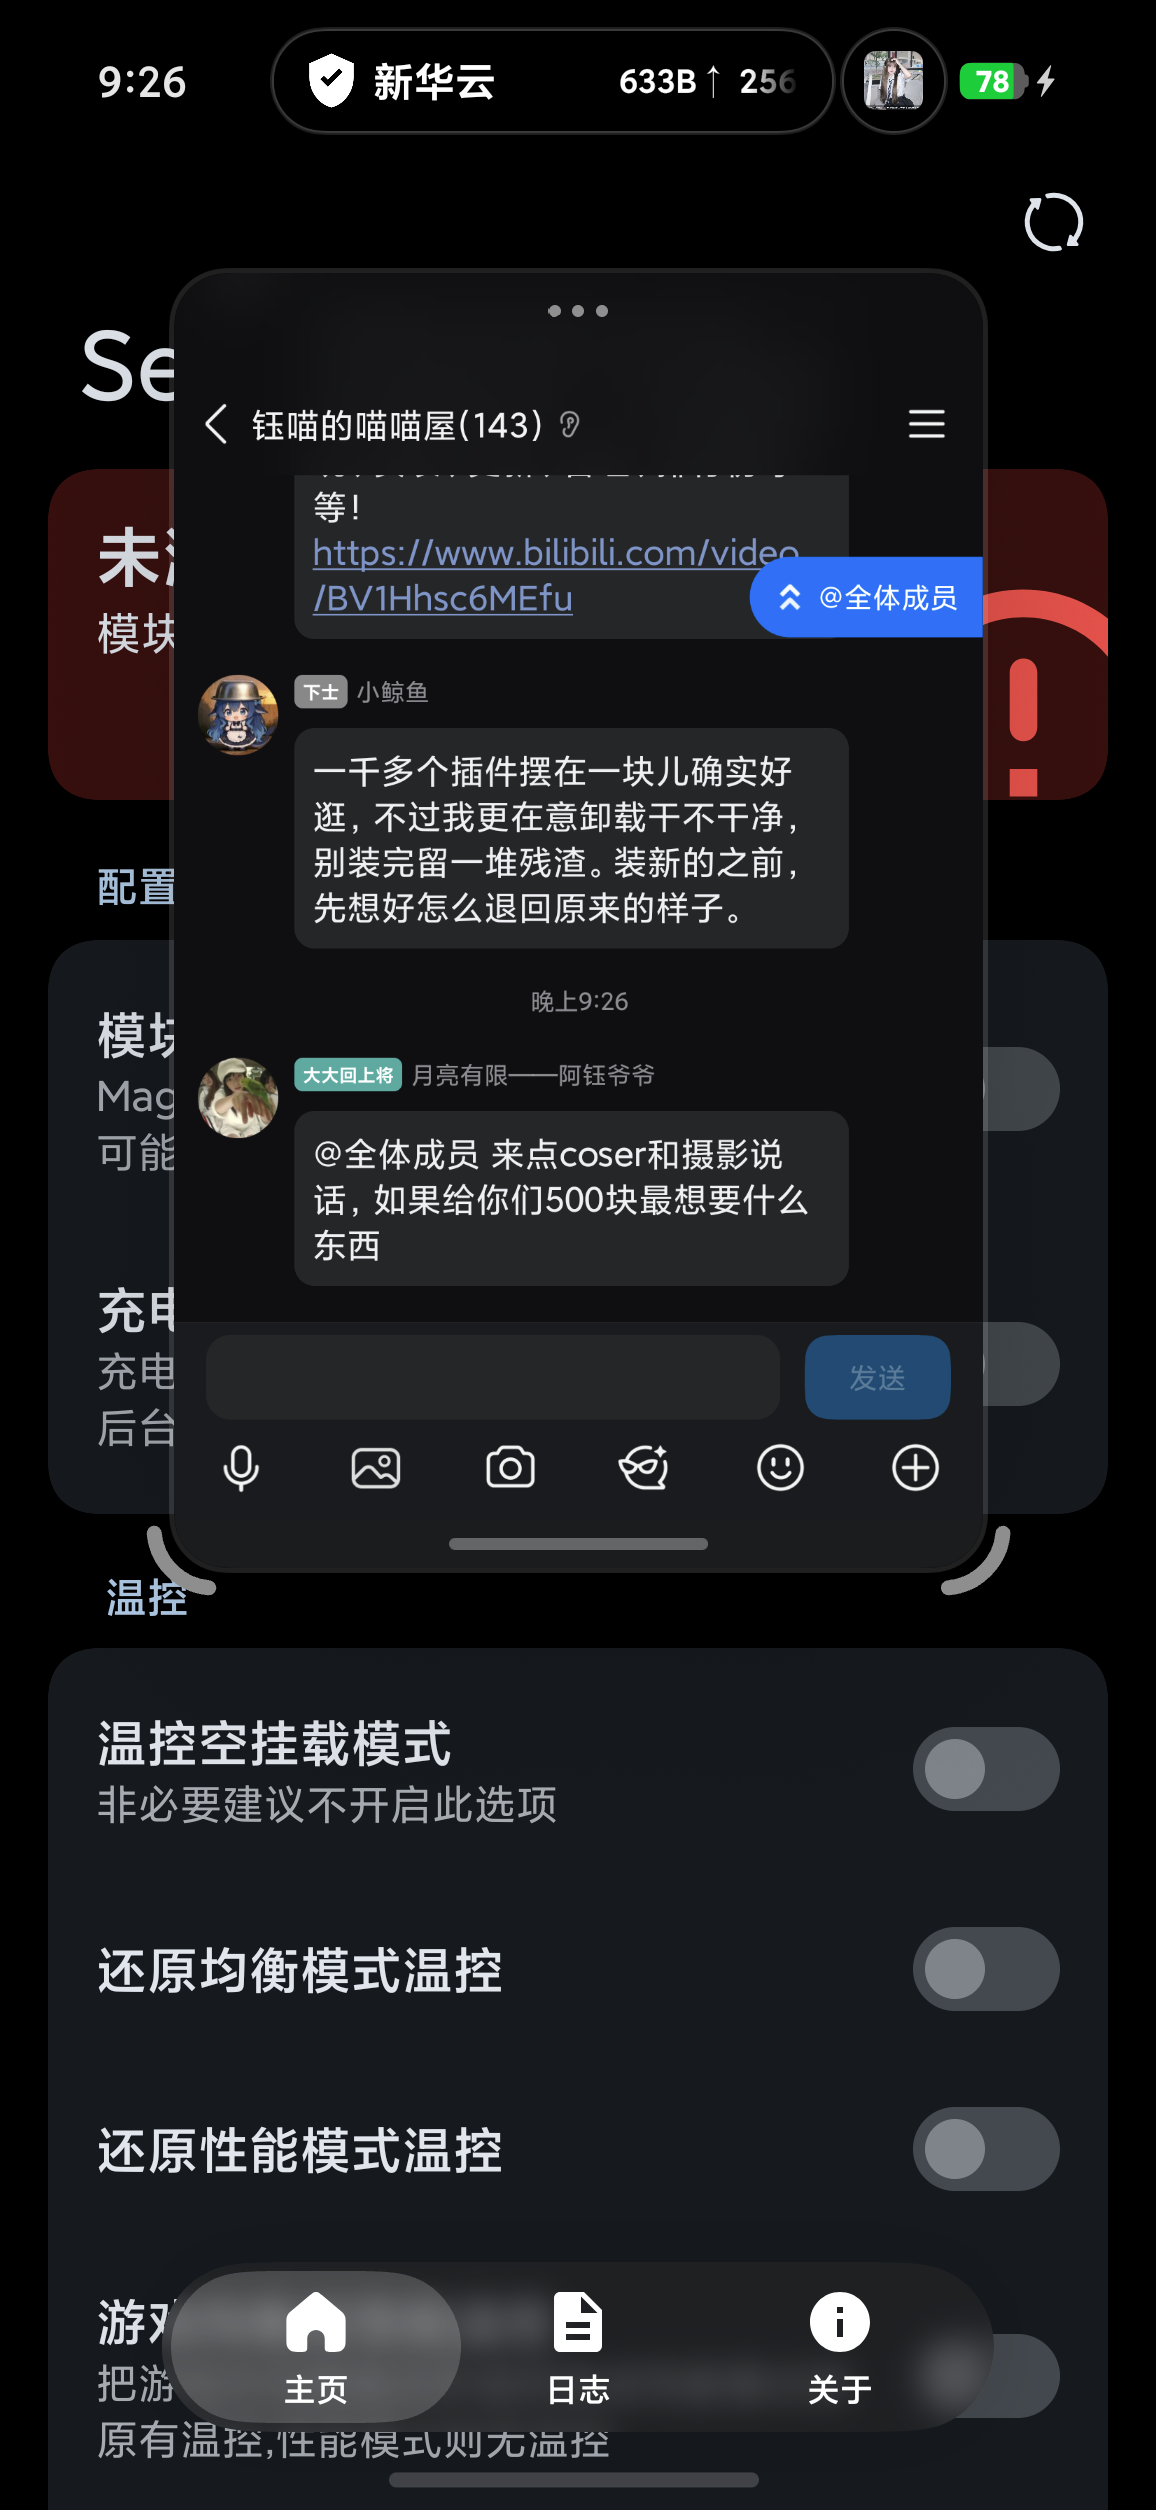 9:26
新华云 633B↑ 256
78
Se
钰喵的喵喵屋(143)
等!
https://www.bilibili.com/video
/BV1Hhsc6MEfu
@全体成员
未
模块
下士 小鲸鱼
一千多个插件摆在一块儿确实好
逛，不过我更在意卸载干不干净，
别装完留一堆残渣。装新的之前，
先想好怎么退回原来的样子。
配置
晚上9:26
模块
Mag
可能
大大回上将 月亮有限——阿钰爷爷
@全体成员 来点coser和摄影说
话，如果给你们500块最想要什么
东西
充电
充电
后台
发送
温控
温控空挂载模式
非必要建议不开启此选项
还原均衡模式温控
还原性能模式温控
游戏
把游
原有温控,性能模式则无温控
主页
日志
关于